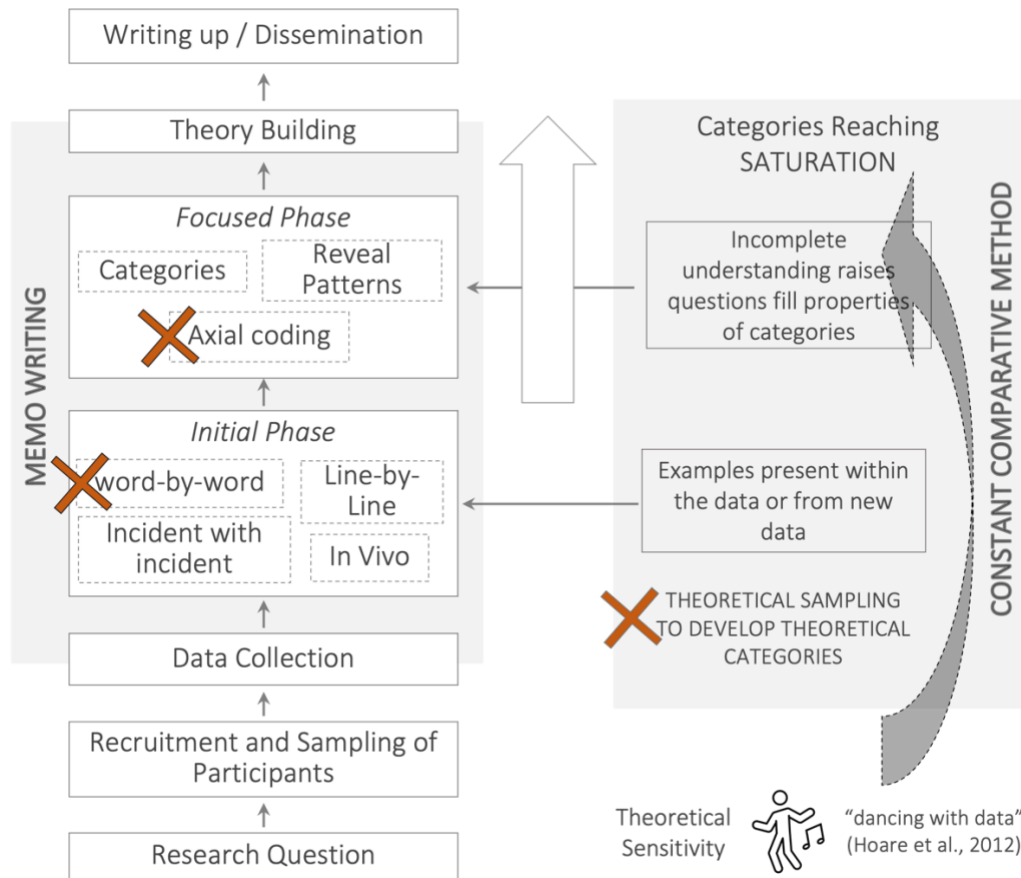 Writing up / Dissemination
Theory Building
MEMO WRITING
Focused Phase
Categories
Reveal
Patterns
Axial coding
Initial Phase
word-by-word
Line-by-
Line
Incident with
incident
In Vivo
Data Collection
Recruitment and Sampling of
Participants
Research Question
Categories Reaching
SATURATION
Incomplete
understanding raises
questions fill properties
of categories
Examples present within
the data or from new
data
THEORETICAL SAMPLING
TO DEVELOP THEORETICAL
CATEGORIES
CONSTANT COMPARATIVE METHOD
Theoretical
Sensitivity
“dancing with data”
(Hoare et al., 2012)